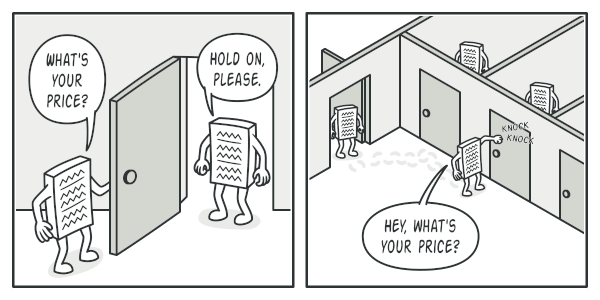 WHAT'S
YOUR
PRICE?
HOLD ON,
PLEASE.
KNOCK
KNOCK
HEY, WHAT'S
YOUR PRICE?